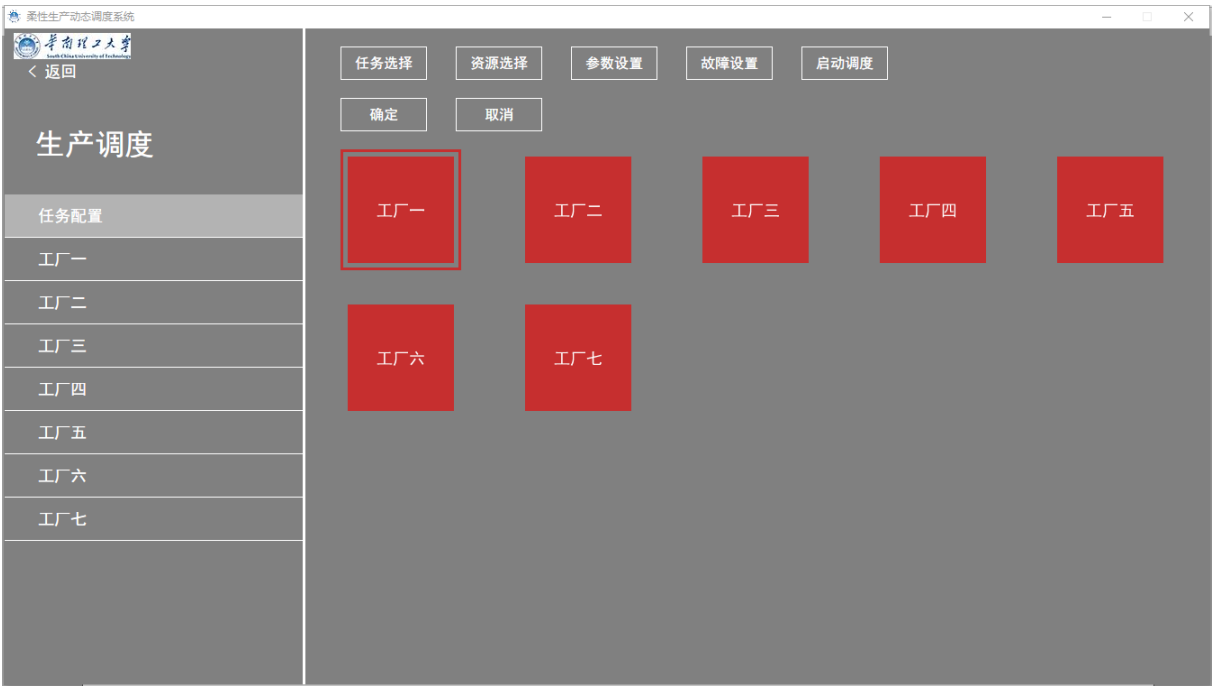 柔性生产动态调度系统
华南理工大学
South China University of Technology
< 返回
生产调度
任务配置
工厂一
工厂二
工厂三
工厂四
工厂五
工厂六
工厂七
任务选择 资源选择 参数设置 故障设置 启动调度
确定 取消
工厂一 工厂二 工厂三 工厂四 工厂五
工厂六 工厂七